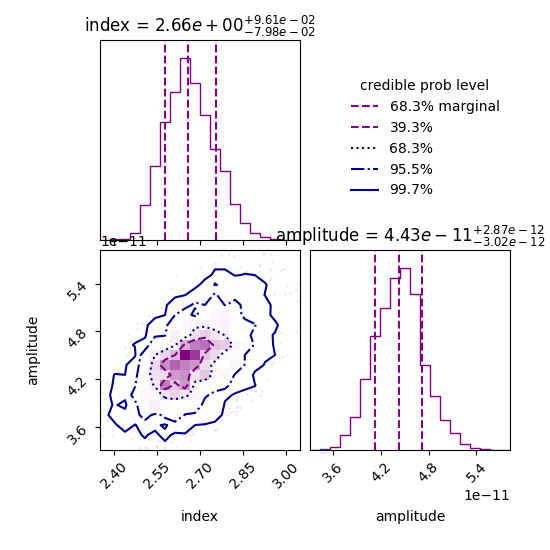 index = 2.66e+00+9.61e−02 −7.98e−02
credible prob level
68.3% marginal
39.3%
68.3%
95.5%
99.7%
amplitude = 4.43e−11+2.87e−12 −3.02e−12
1e−11
5.4
4.8
4.2
3.6
amplitude
2.40 2.55 2.70 2.85 3.00
3.6 4.2 4.8 5.4
1e−11
index
amplitude